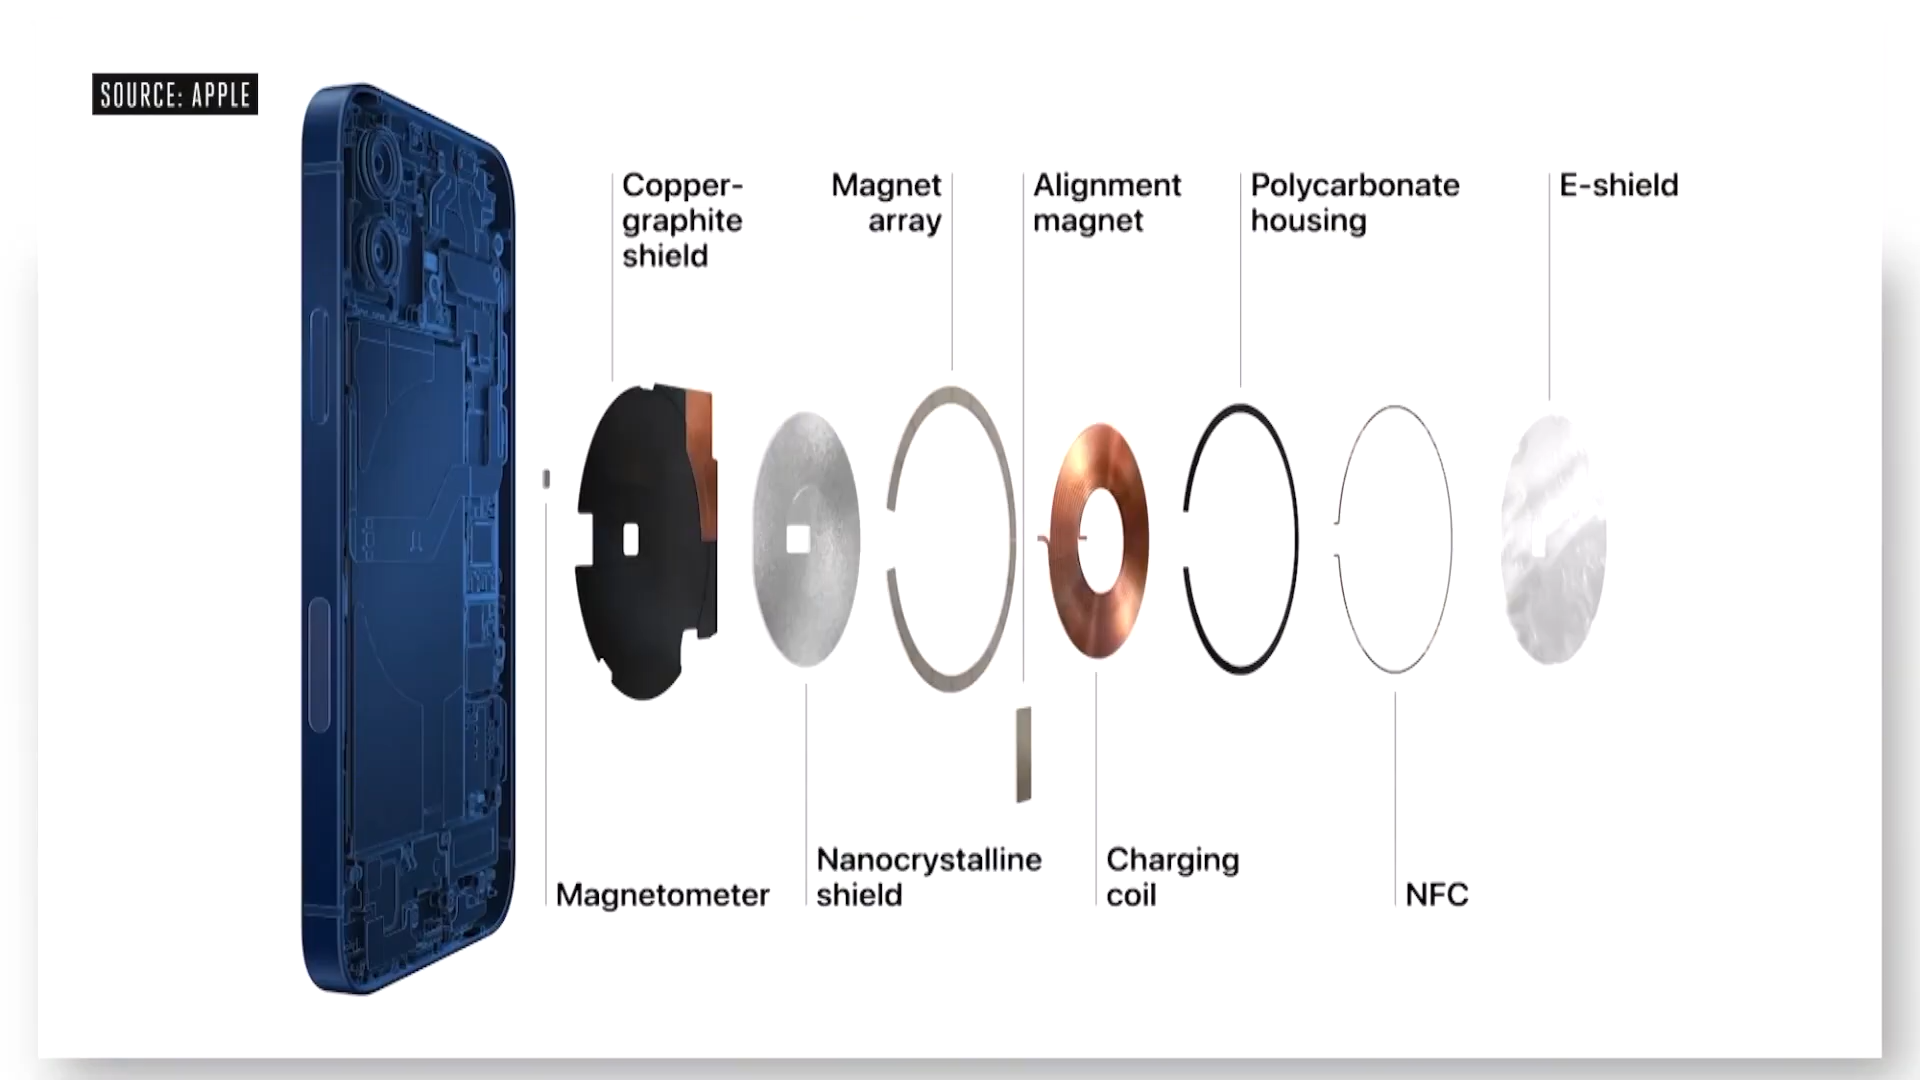 SOURCE: APPLE
Copper-
graphite
shield
Magnet
array
Alignment
magnet
Polycarbonate
housing
E-shield
Magnetometer
Nanocrystalline
shield
Charging
coil
NFC